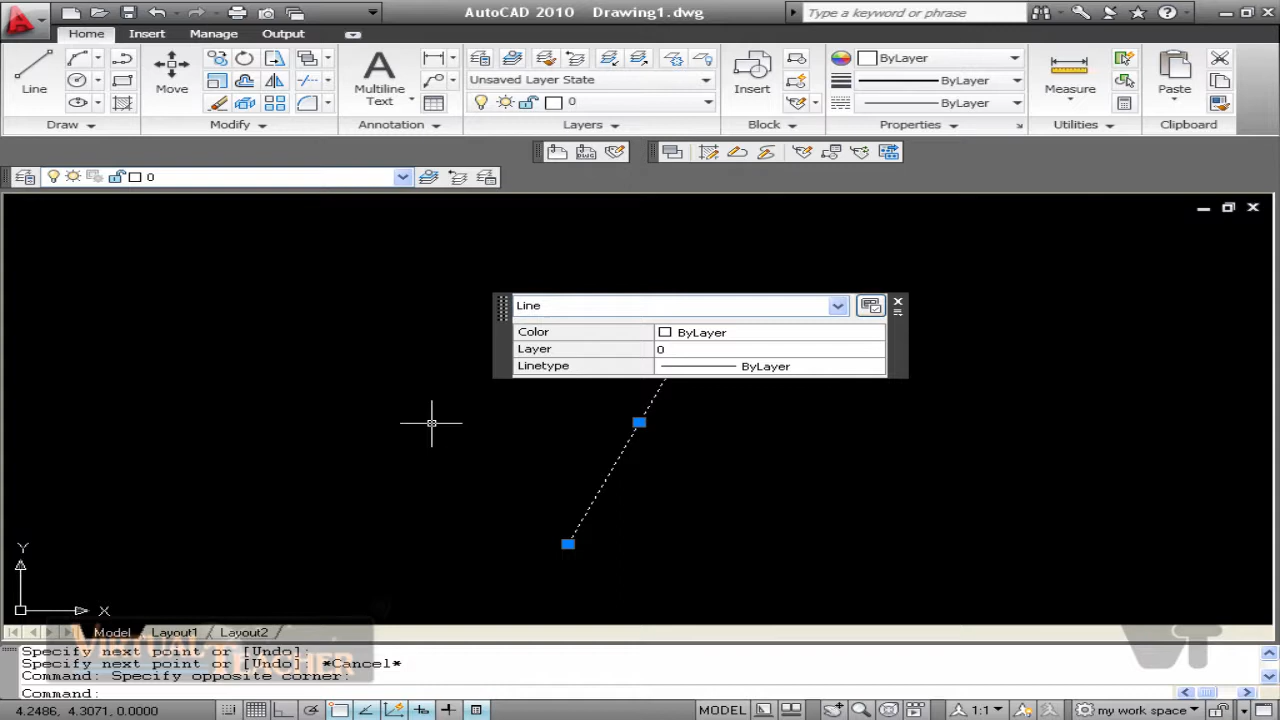 AutoCAD 2010 Drawing1.dwg
Type a keyword or phrase
Home Insert Manage Output
Line
Move
A
Multiline
Text
Unsaved Layer State
0
Insert
ByLayer
ByLayer
ByLayer
Measure
Paste
Draw Modify Annotation Layers Block Properties Utilities Clipboard
0
Line
Color ByLayer
Layer 0
Linetype ByLayer
Y
X
Model Layout1 Layout2
VIRTUAL
TEACHER
VT
Specify next point or [Undo]:
Specify next point or [Undo]: *Cancel*
Command: Specify opposite corner:
Command:
4.2486, 4.3071, 0.0000 MODEL 1:1 my work space